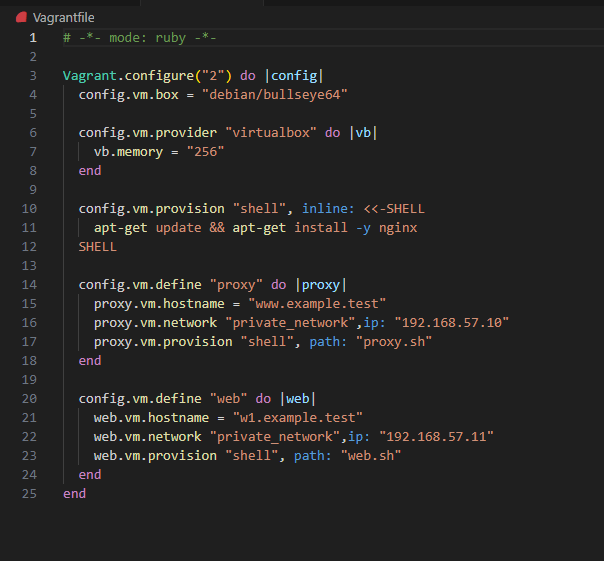 Vagrantfile
1 # -*- mode: ruby -*-
2
3 Vagrant.configure("2") do |config|
4   config.vm.box = "debian/bullseye64"
5
6   config.vm.provider "virtualbox" do |vb|
7     vb.memory = "256"
8   end
9
10   config.vm.provision "shell", inline: <<-SHELL
11     apt-get update && apt-get install -y nginx
12   SHELL
13
14   config.vm.define "proxy" do |proxy|
15     proxy.vm.hostname = "www.example.test"
16     proxy.vm.network "private_network",ip: "192.168.57.10"
17     proxy.vm.provision "shell", path: "proxy.sh"
18   end
19
20   config.vm.define "web" do |web|
21     web.vm.hostname = "w1.example.test"
22     web.vm.network "private_network",ip: "192.168.57.11"
23     web.vm.provision "shell", path: "web.sh"
24   end
25 end